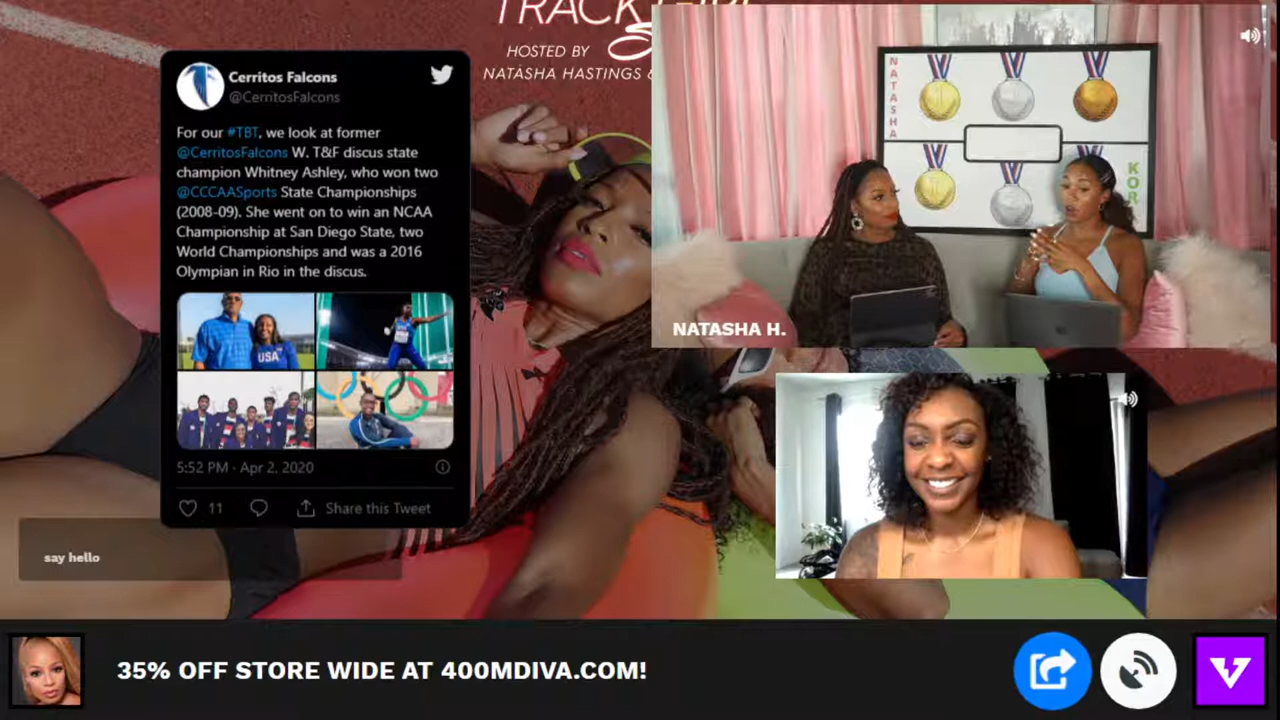 TRACK
HOSTED BY
NATASHA HASTINGS &
Cerritos Falcons
@CerritosFalcons
For our #TBT, we look at former
@CerritosFalcons W. T&F discus state
champion Whitney Ashley, who won two
@CCCAASports State Championships
(2008-09). She went on to win an NCAA
Championship at San Diego State, two
World Championships and was a 2016
Olympian in Rio in the discus.
USA
5:52 PM · Apr 2, 2020
11
Share this Tweet
say hello
NATASHA
KOR
NATASHA H.
35% OFF STORE WIDE AT 400MDIVA.COM!